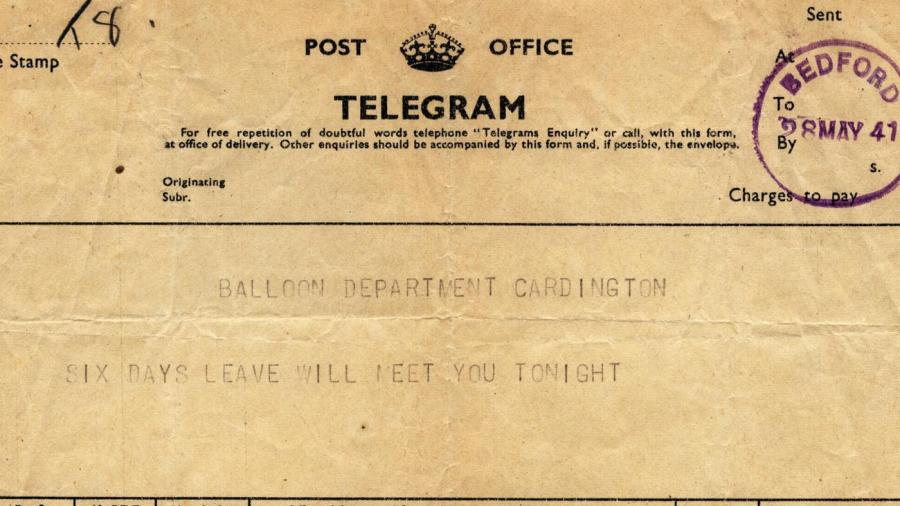 Sent
At
BEDFORD
Stamp
POST OFFICE
TELEGRAM
To
28MAY 41
By
For free repetition of doubtful words telephone "Telegrams Enquiry" or call, with this form,
at office of delivery. Other enquiries should be accompanied by this form and, if possible, the envelope.
s.
Originating
Subr.
Charges to pay
BALLOON DEPARTMENT CARDINGTON
SIX DAYS LEAVE WILL MEET YOU TONIGHT